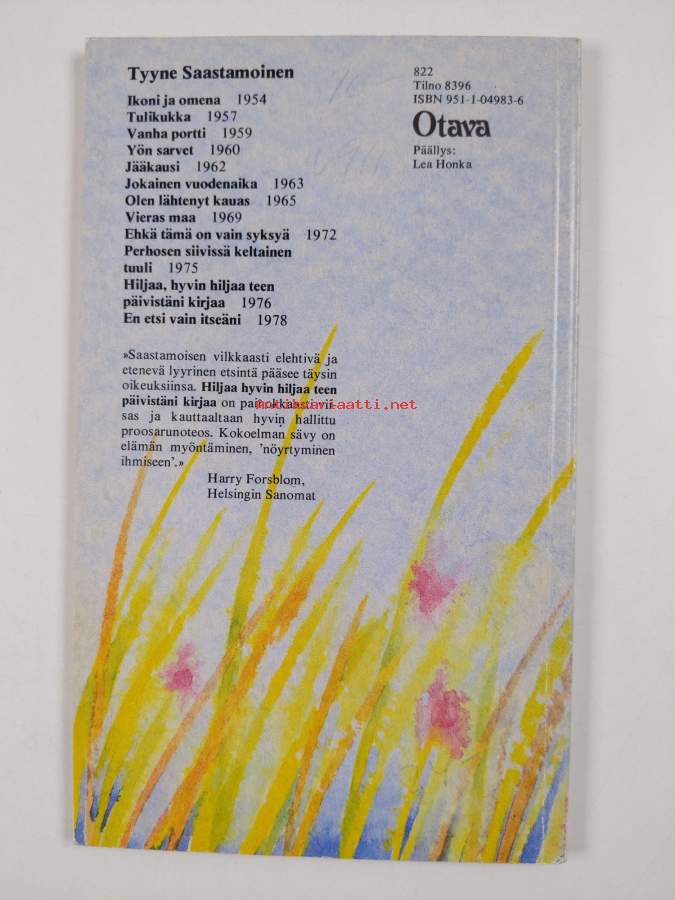 Tyyne Saastamoinen
Ikoni ja omena 1954
Tulikukka 1957
Vanha portti 1959
Yön sarvet 1960
Jääkausi 1962
Jokainen vuodenaika 1963
Olen lähtenyt kauas 1965
Vieras maa 1969
Ehkä tämä on vain syksyä 1972
Perhosen siivissä keltainen
tuuli 1975
Hiljaa, hyvin hiljaa teen
päivistäni kirjaa 1976
En etsi vain itseäni 1978
»Saastamoisen vilkkaasti elehtivä ja
etenevä lyyrinen etsintä pääsee täysin
oikeuksiinsa. Hiljaa hyvin hiljaa teen
päivistäni kirjaa on
sas ja kauttaaltaan hyvin hallittu
proosarunoteos. Kokoelman sävy on
elämän myöntäminen, 'nöyrtyminen
ihmiseen'.»
Harry Forsblom,
Helsingin Sanomat
822
Tilno 8396
ISBN 951-1-04983-6
Otava
Päällys:
Lea Honka
antikvariaatti.net